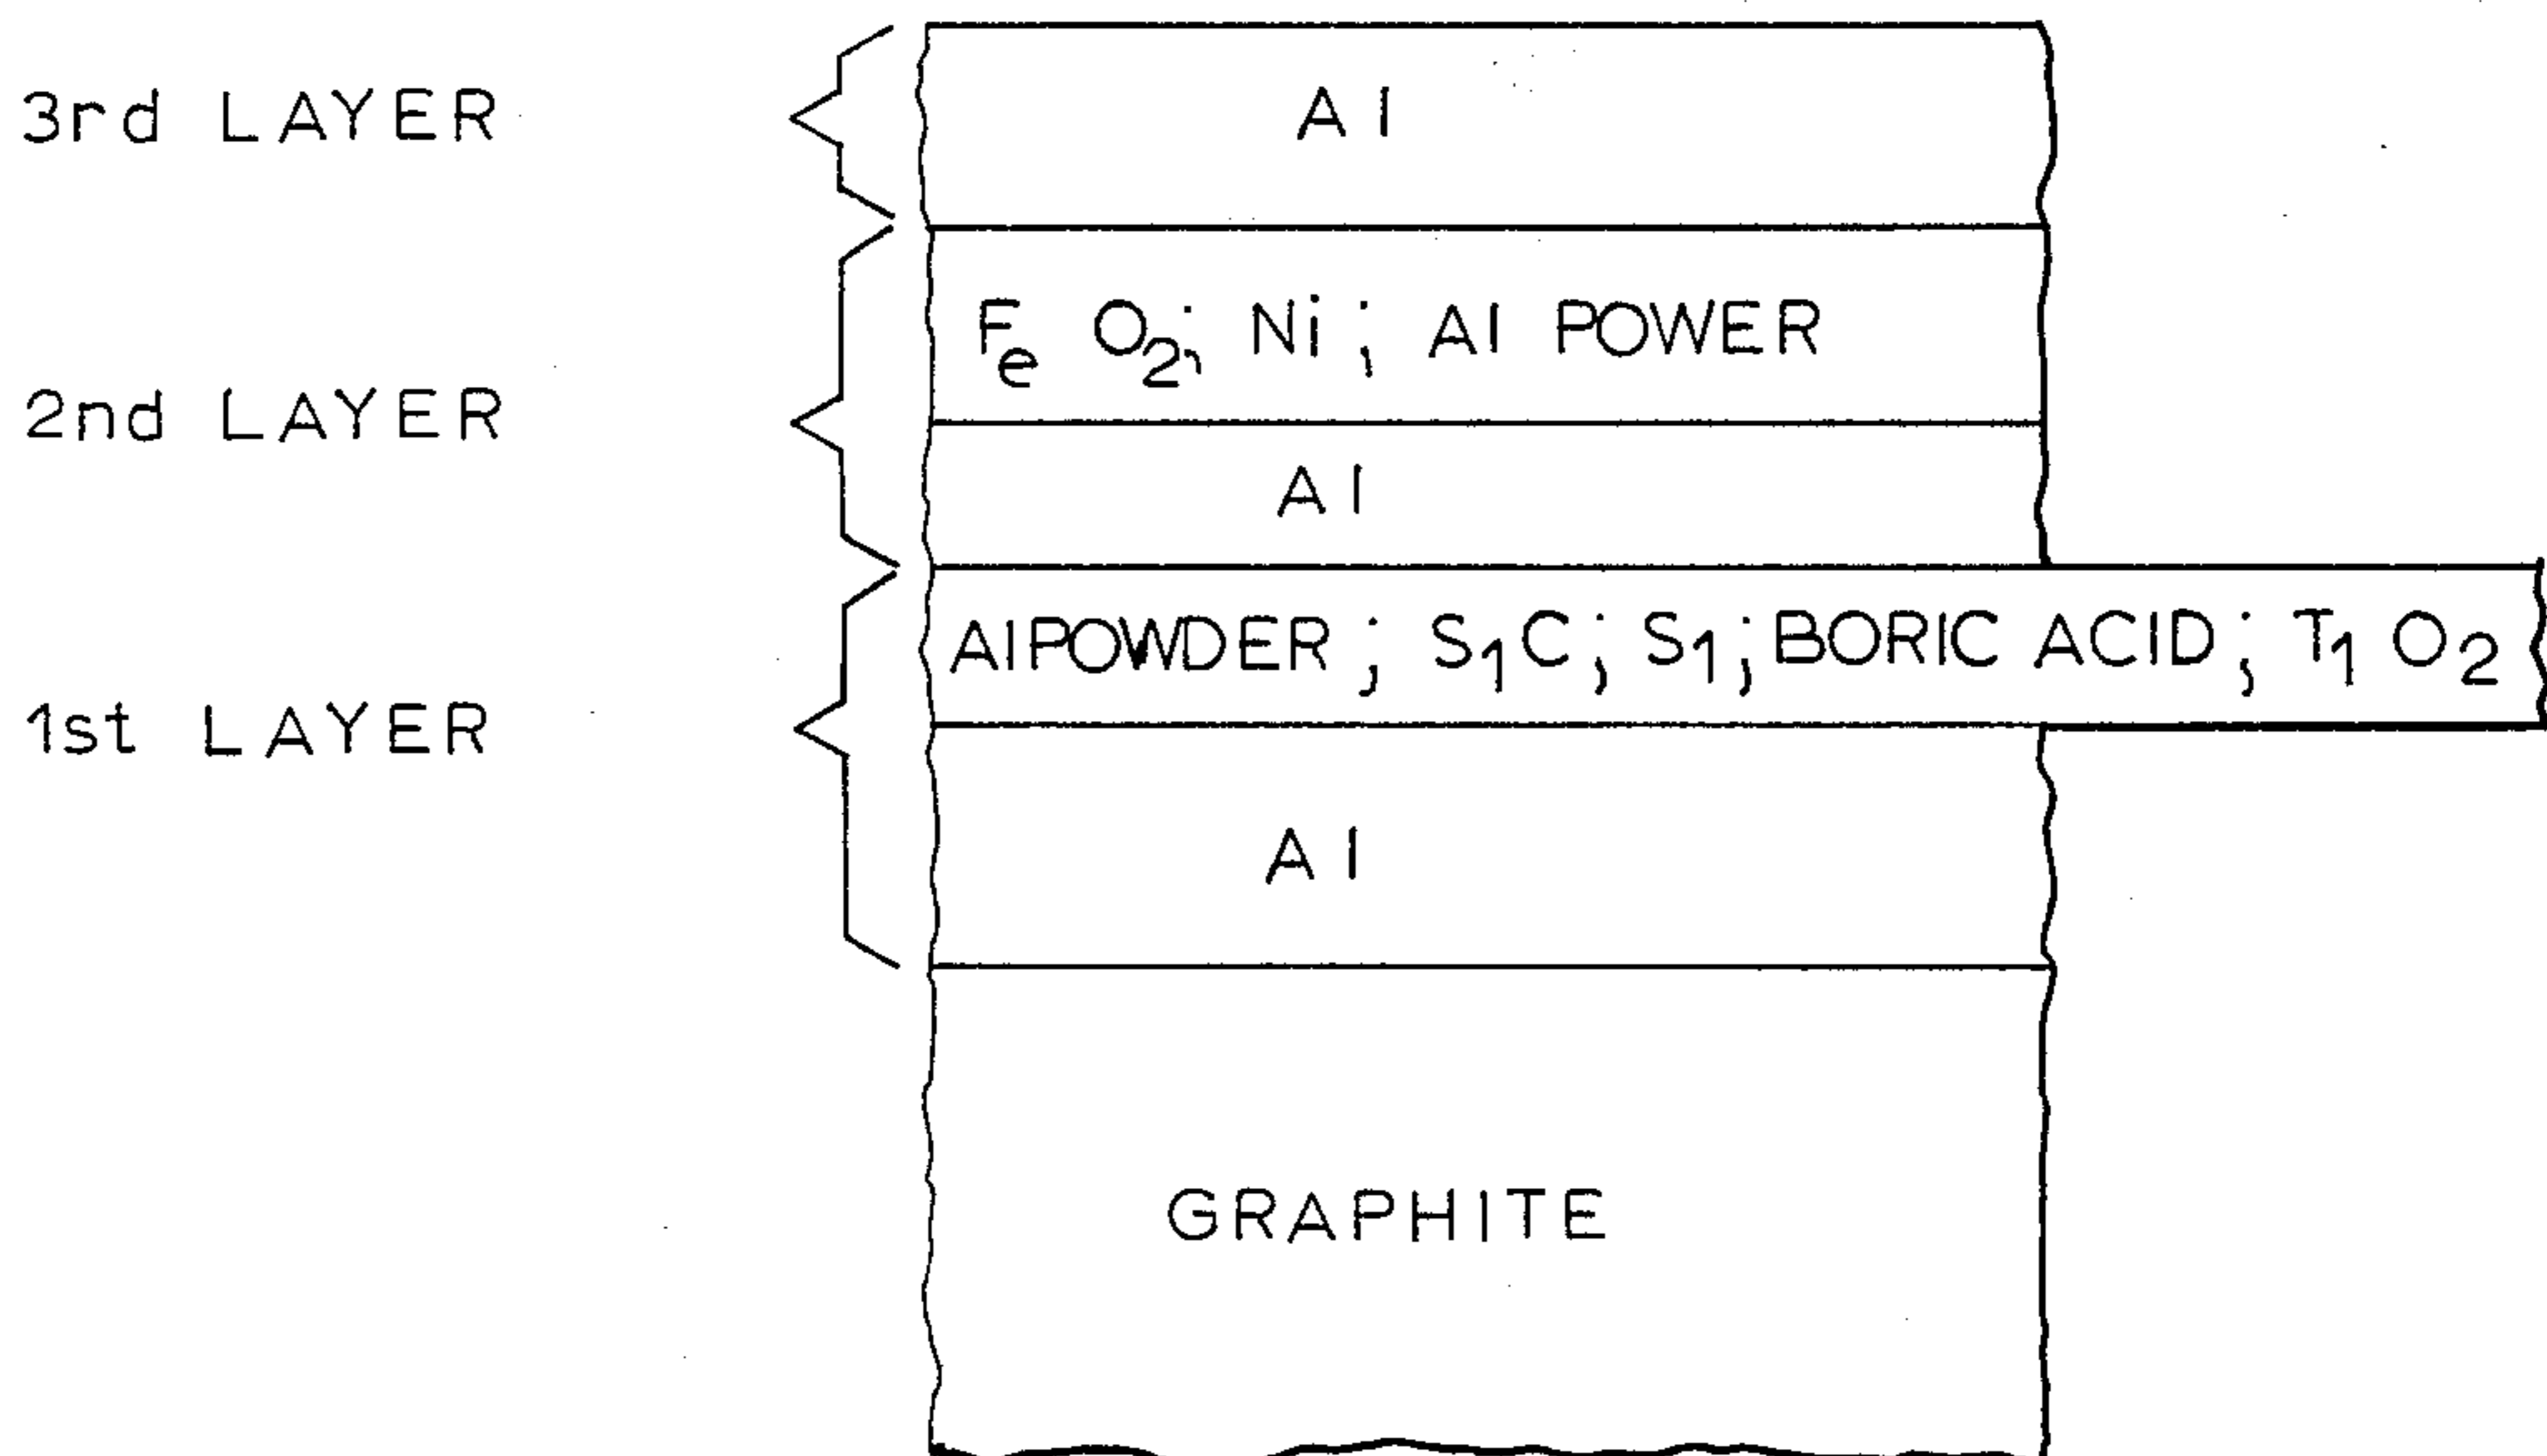 3rd LAYER
Al
Fe O2; Ni; Al POWER
2nd LAYER
Al
AlPOWDER; S1C; S1; BORIC ACID; T1 O2
1st LAYER
Al
GRAPHITE